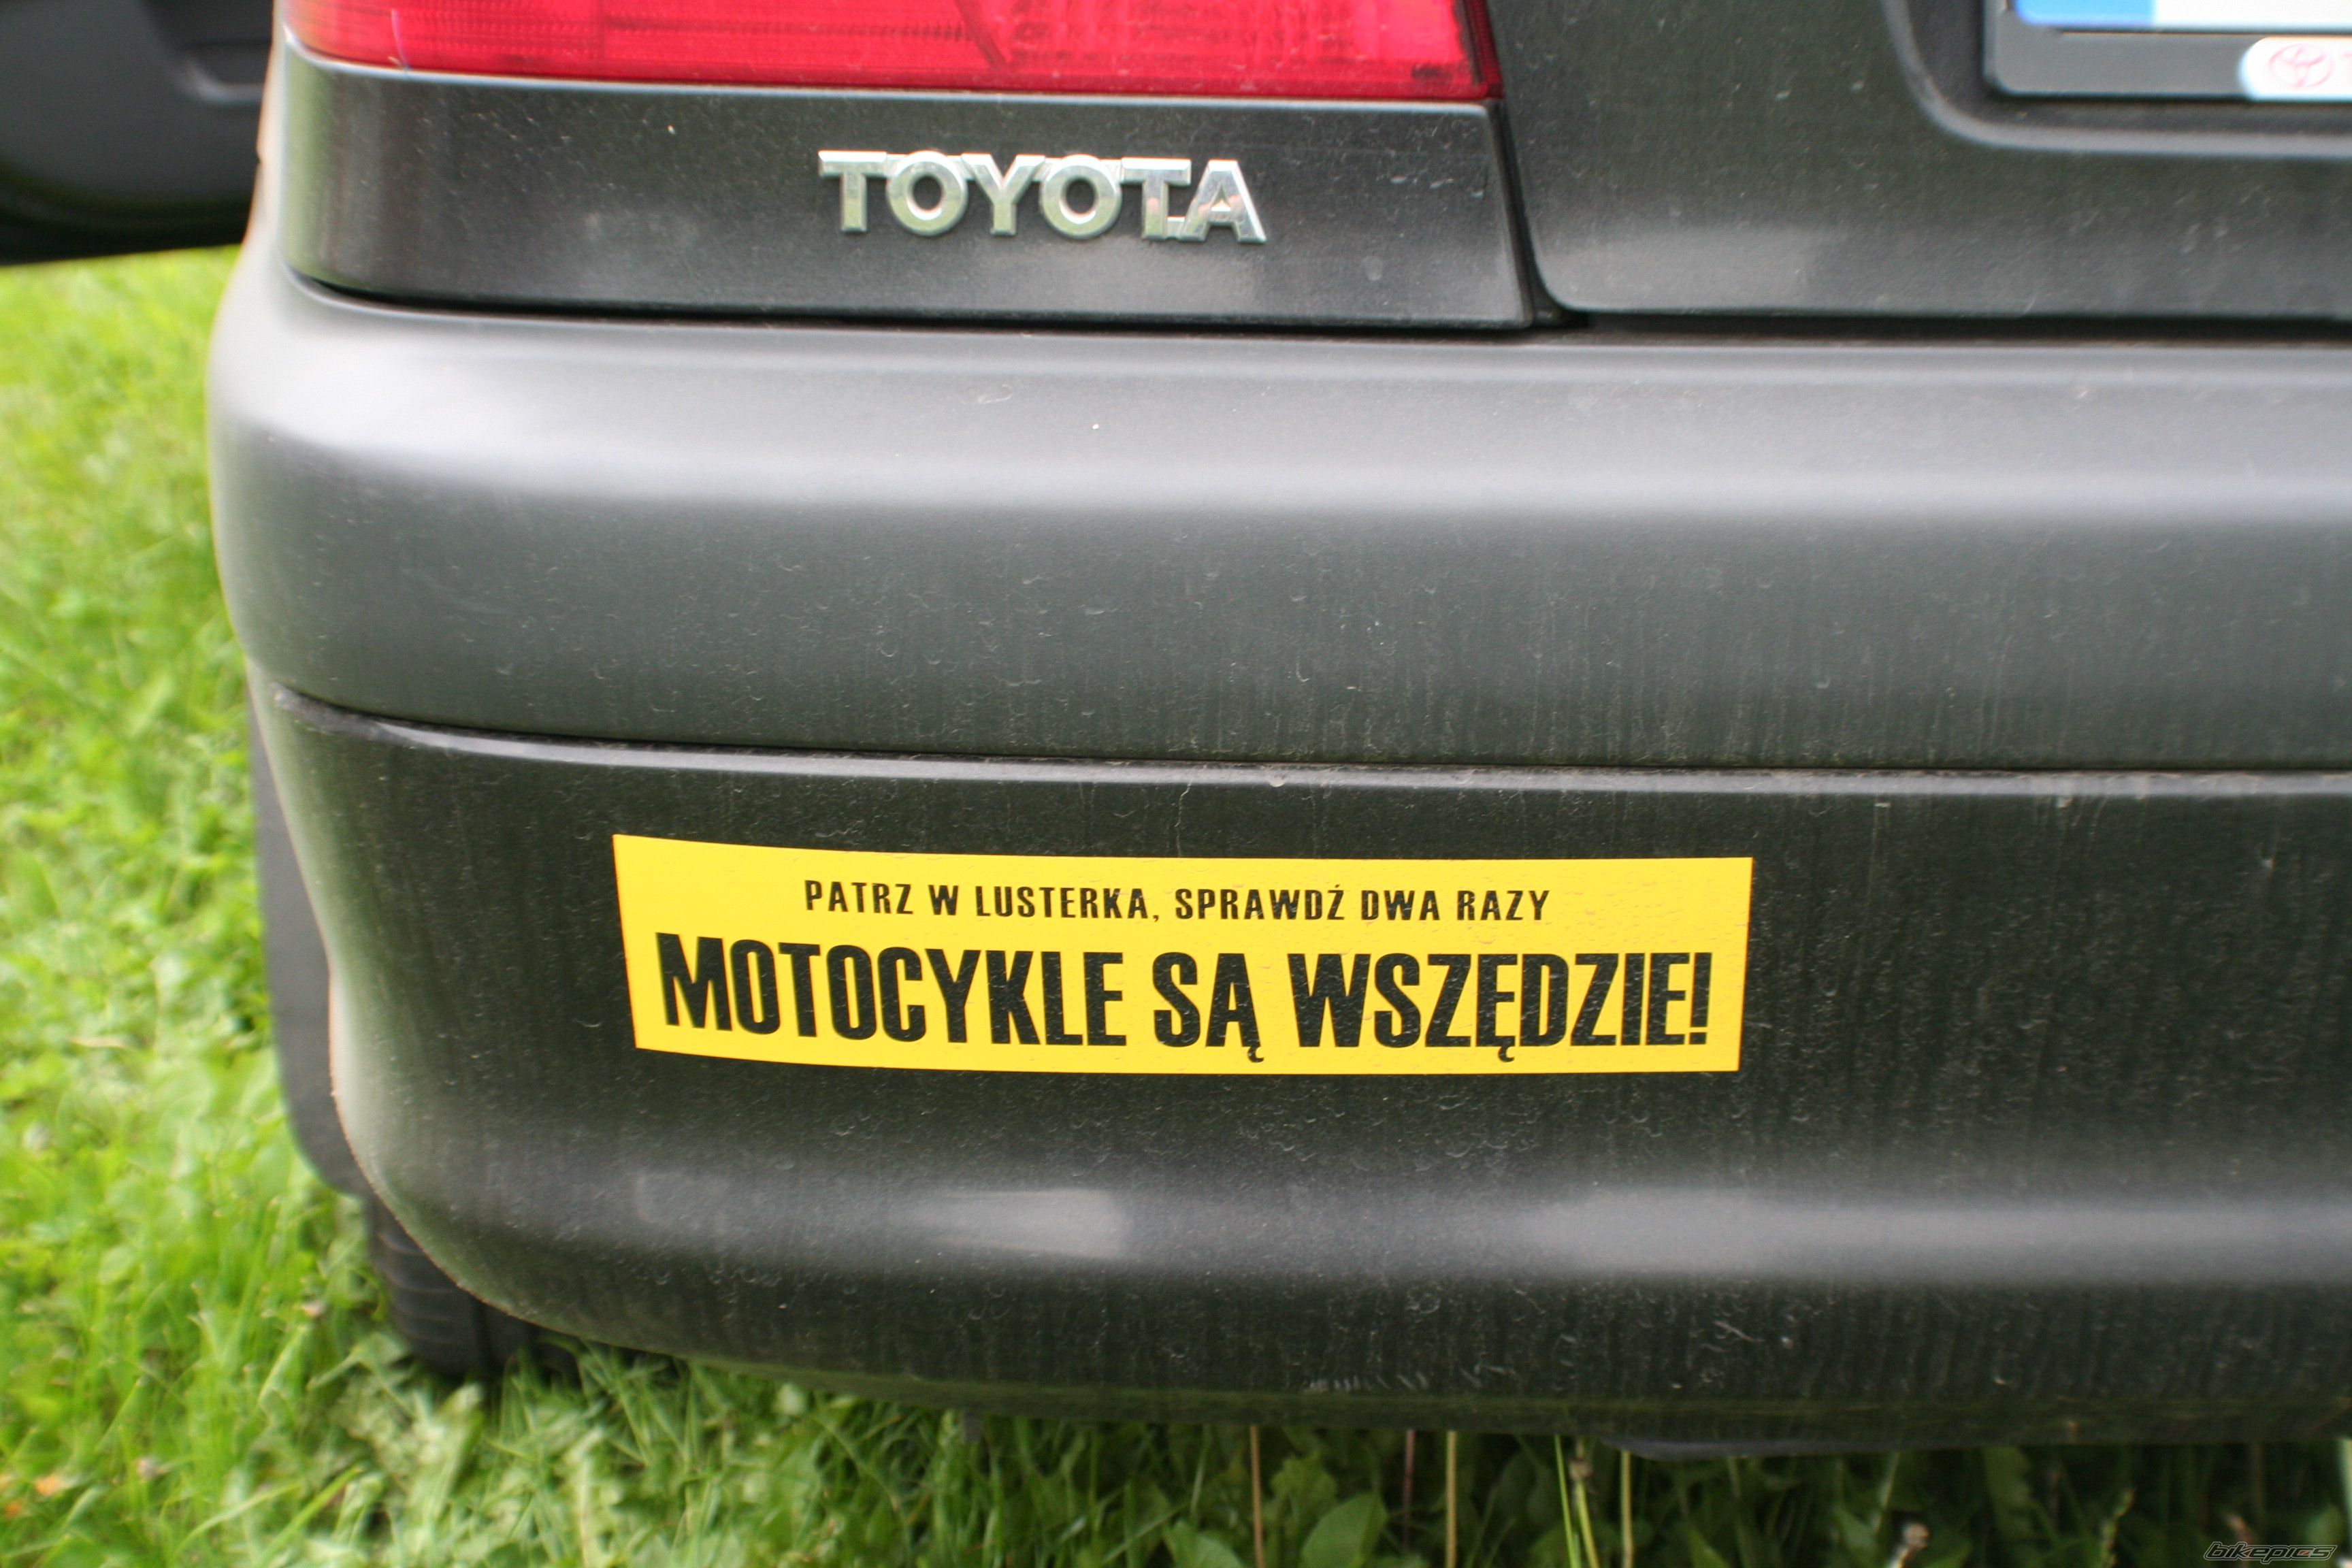 TOYOTA
PATRZ W LUSTERKA, SPRAWDŹ DWA RAZY
MOTOCYKLE SĄ WSZĘDZIE!
bikepics